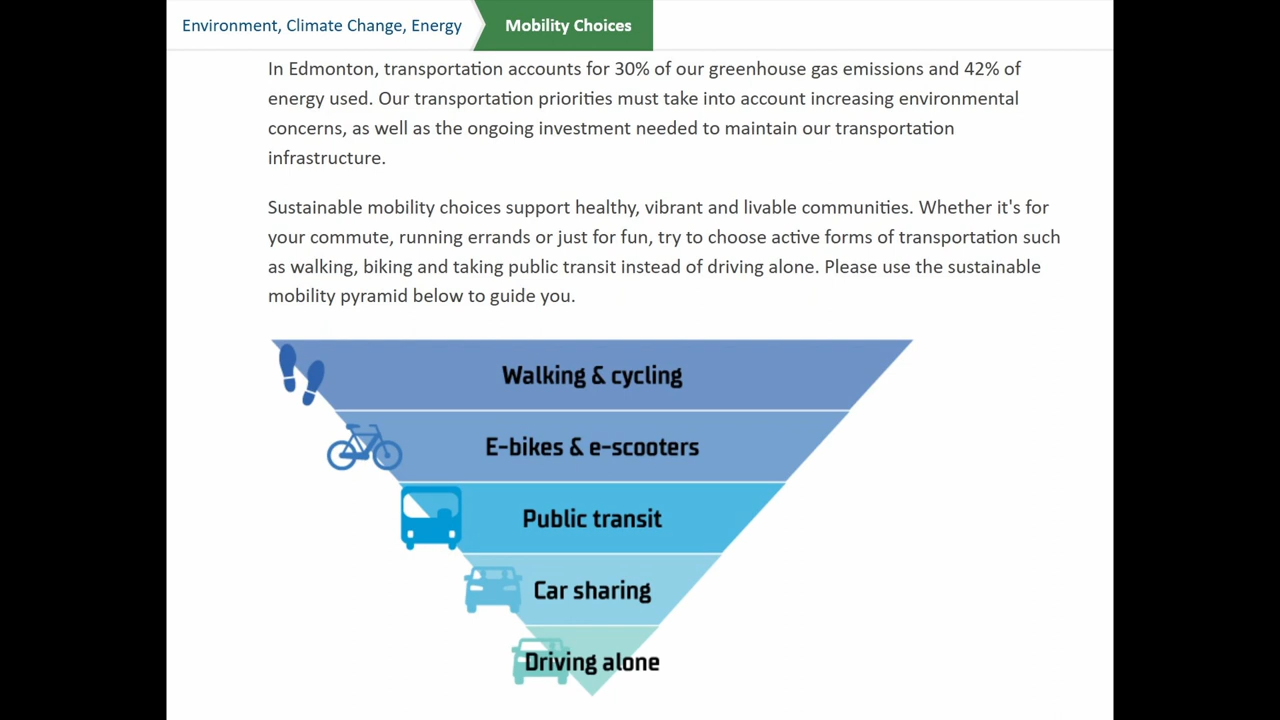 Environment, Climate Change, Energy
Mobility Choices
In Edmonton, transportation accounts for 30% of our greenhouse gas emissions and 42% of
energy used. Our transportation priorities must take into account increasing environmental
concerns, as well as the ongoing investment needed to maintain our transportation
infrastructure.
Sustainable mobility choices support healthy, vibrant and livable communities. Whether it's for
your commute, running errands or just for fun, try to choose active forms of transportation such
as walking, biking and taking public transit instead of driving alone. Please use the sustainable
mobility pyramid below to guide you.
Walking & cycling
E-bikes & e-scooters
Public transit
Car sharing
Driving alone